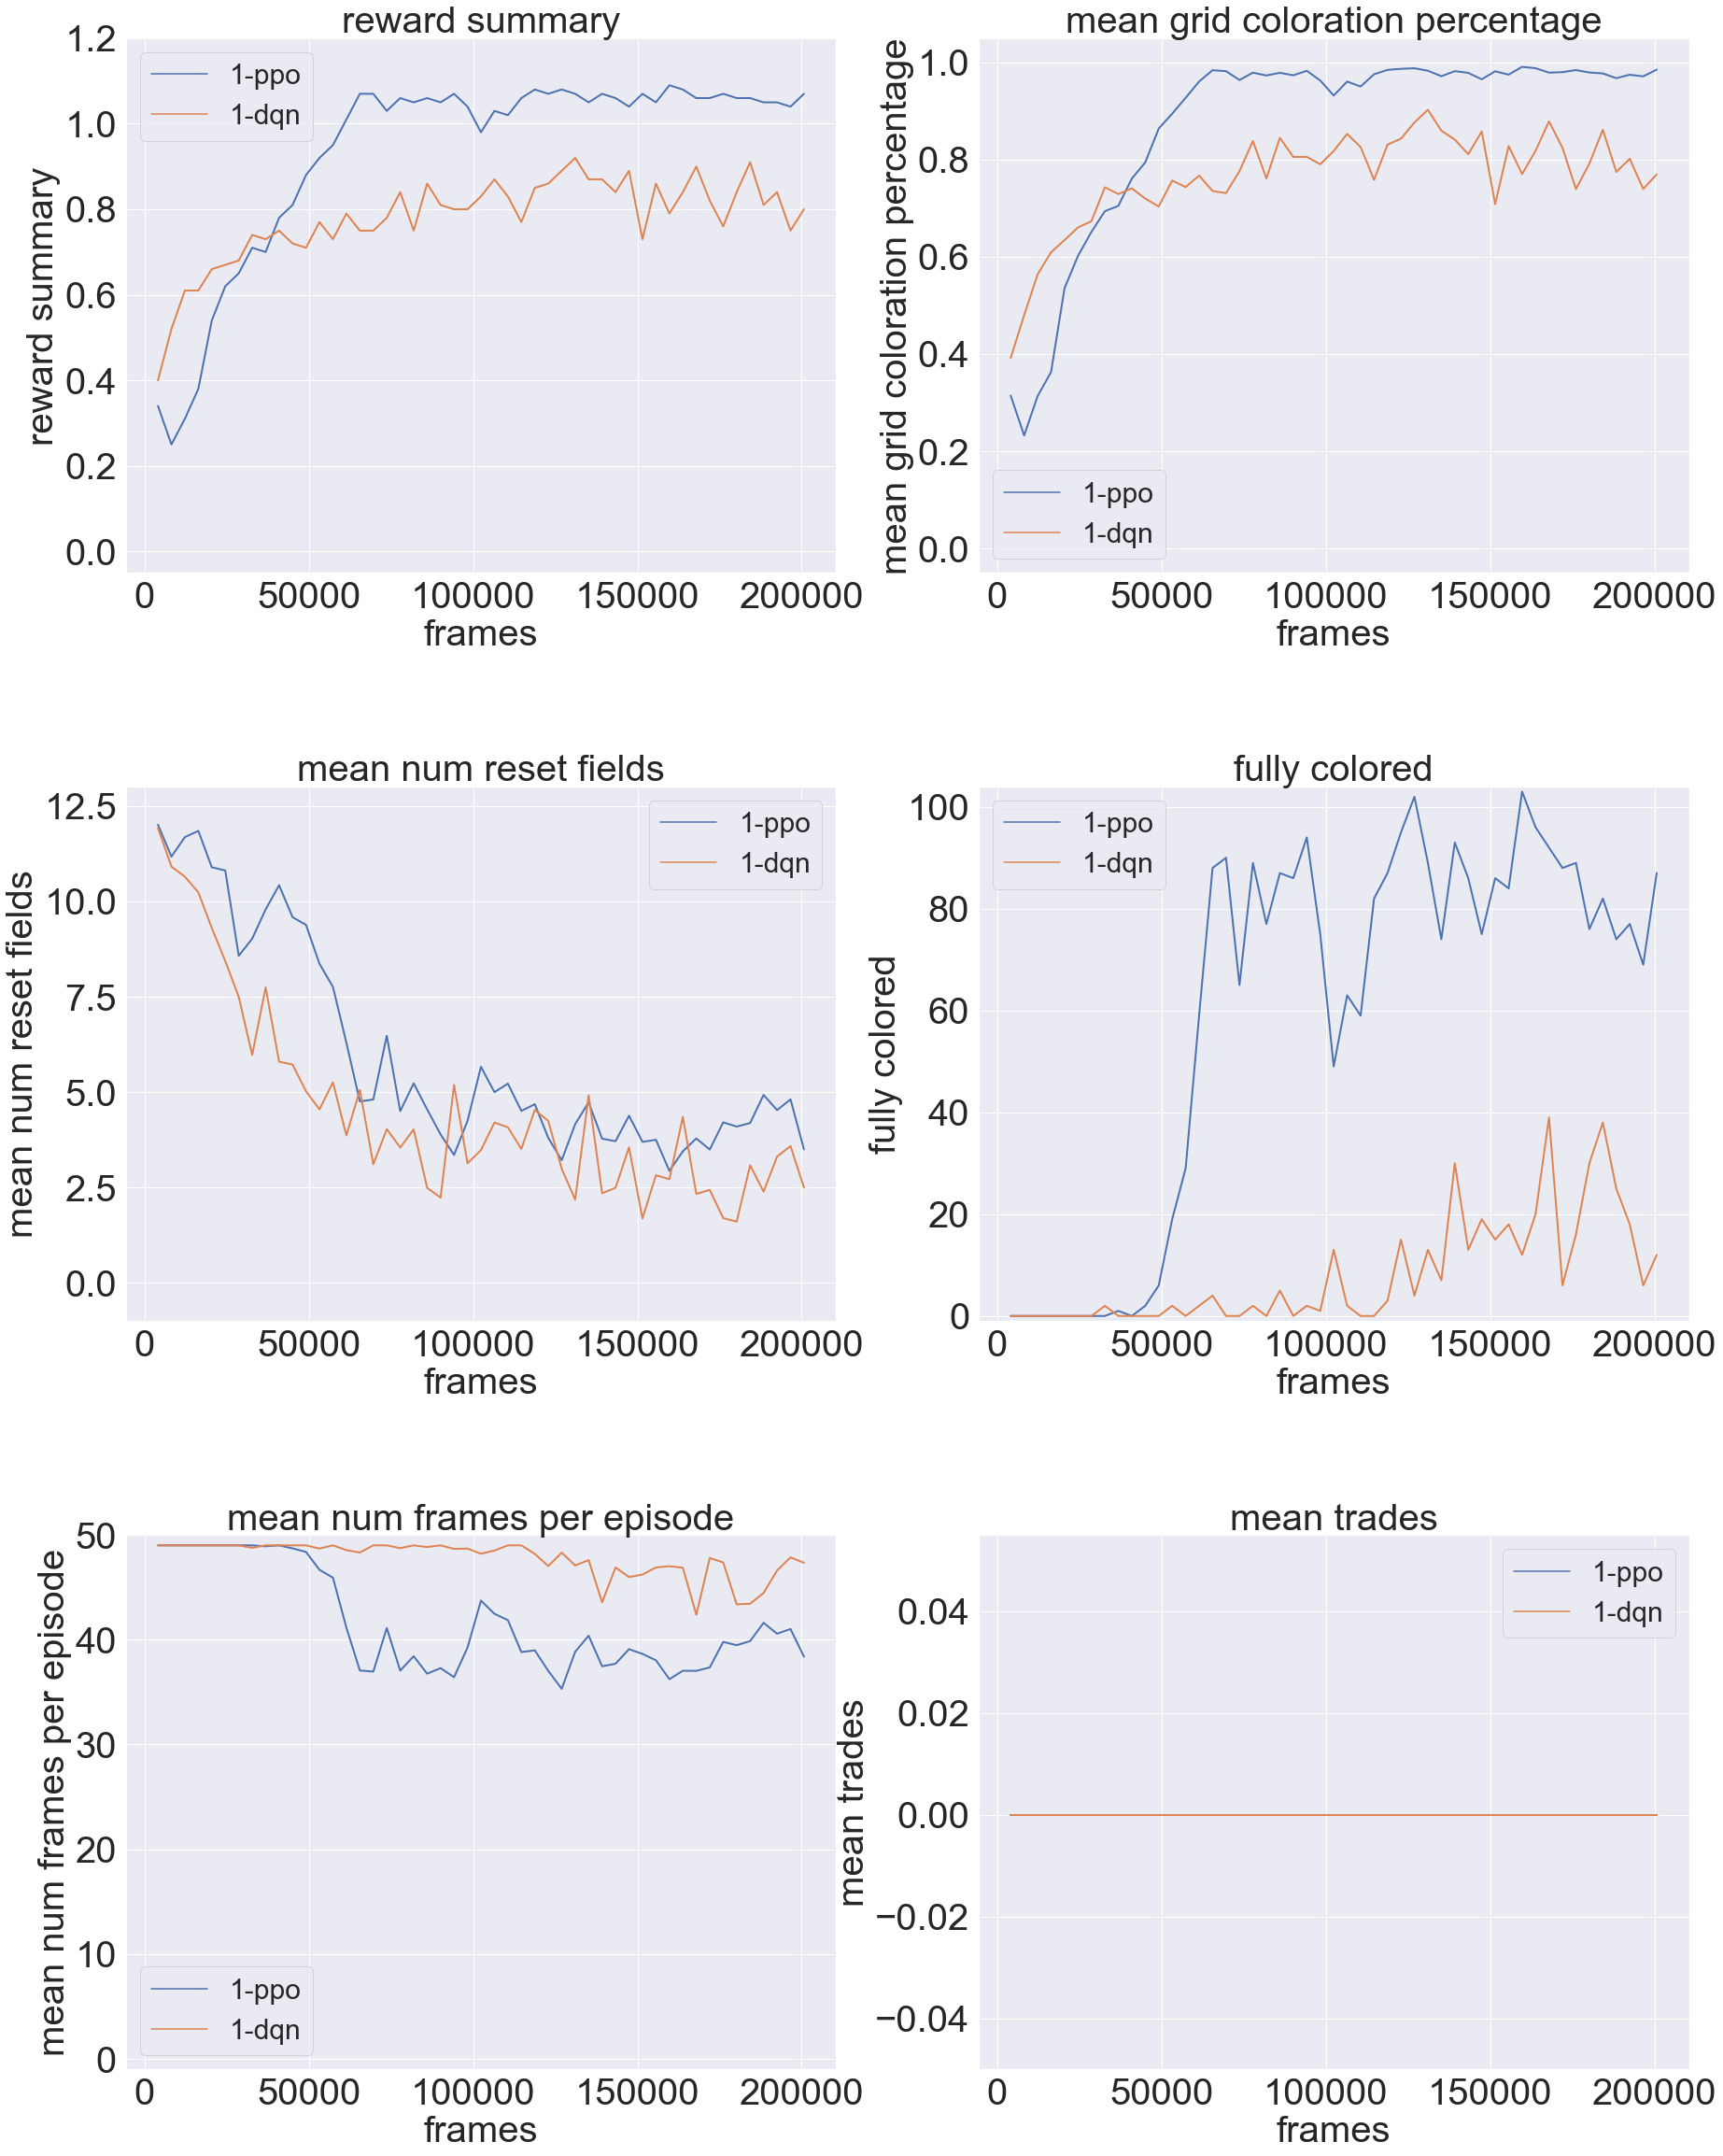 reward summary
reward summary
1.2
1.0
0.8
0.6
0.4
0.2
0.0
1-ppo
1-dqn
0 50000 100000 150000 200000
frames
mean grid coloration percentage
mean grid coloration percentage
1.0
0.8
0.6
0.4
0.2
0.0
1-ppo
1-dqn
0 50000 100000 150000 200000
frames
mean num reset fields
mean num reset fields
12.5
10.0
7.5
5.0
2.5
0.0
1-ppo
1-dqn
0 50000 100000 150000 200000
frames
fully colored
fully colored
100
80
60
40
20
0
1-ppo
1-dqn
0 50000 100000 150000 200000
frames
mean num frames per episode
mean num frames per episode
50
40
30
20
10
0
1-ppo
1-dqn
0 50000 100000 150000 200000
frames
mean trades
mean trades
0.04
0.02
0.00
−0.02
−0.04
1-ppo
1-dqn
0 50000 100000 150000 200000
frames